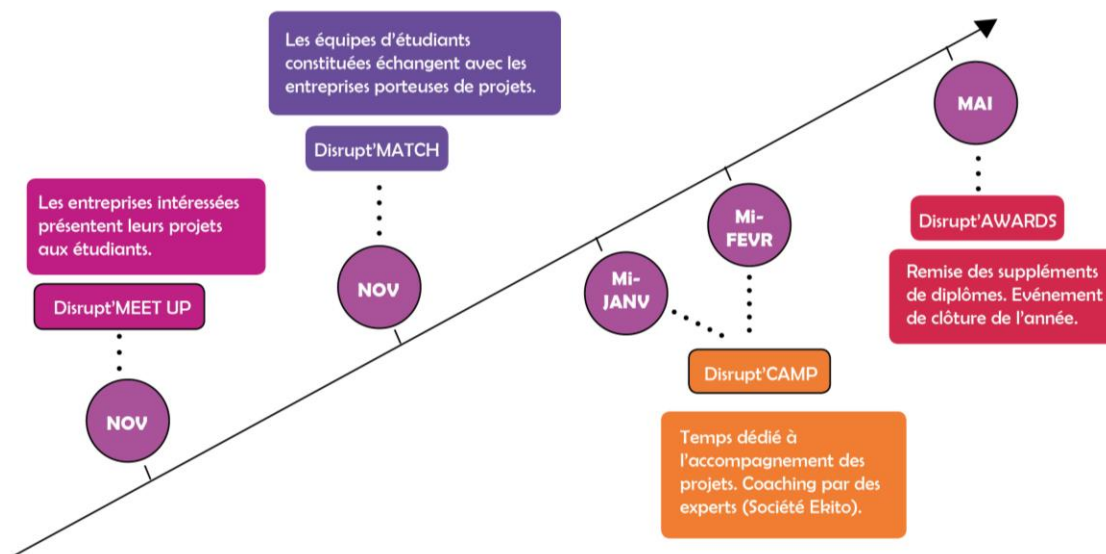 Les équipes d'étudiants
constituées échangent avec les
entreprises porteuses de projets.
Disrupt'MATCH
NOV
Les entreprises intéressées
présentent leurs projets
aux étudiants.
Disrupt'MEET UP
NOV
Mi-
JANV
Mi-
FEVR
Disrupt'CAMP
Temps dédié à
l'accompagnement des
projets. Coaching par des
experts (Société Ekito).
MAI
Disrupt'AWARDS
Remise des suppléments
de diplômes. Evénement
de clôture de l'année.